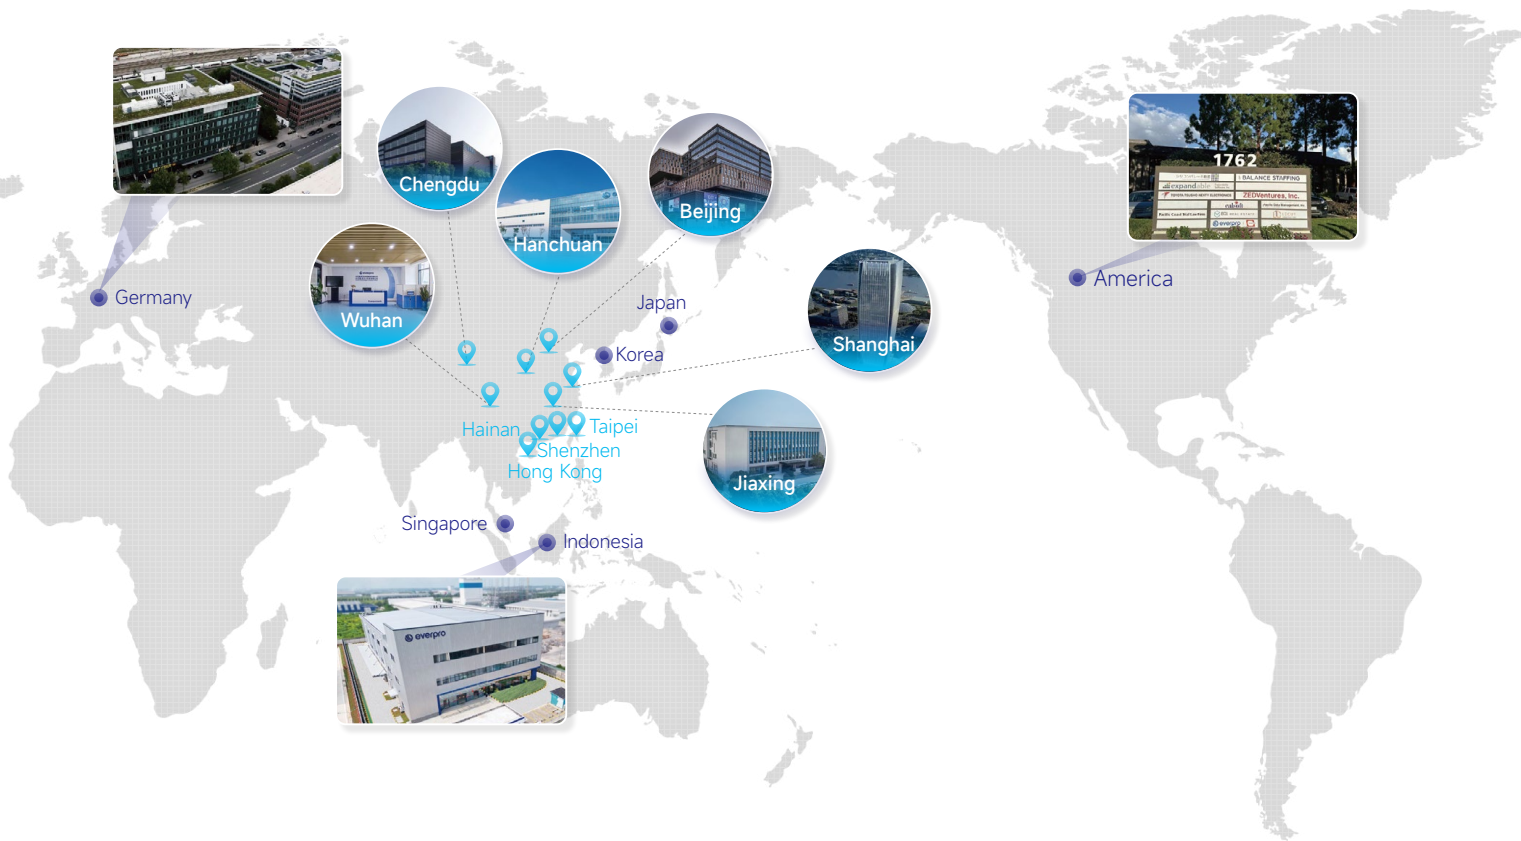 Chengdu
Hanchuan
Beijing
Wuhan
Shanghai
Jiaxing
Germany
Japan
Korea
Hainan
Taipei
Shenzhen
Hong Kong
Singapore
Indonesia
America
everpro
1762
BALANCE STAFFING
expandable
ZEDVentures, Inc.
everpro